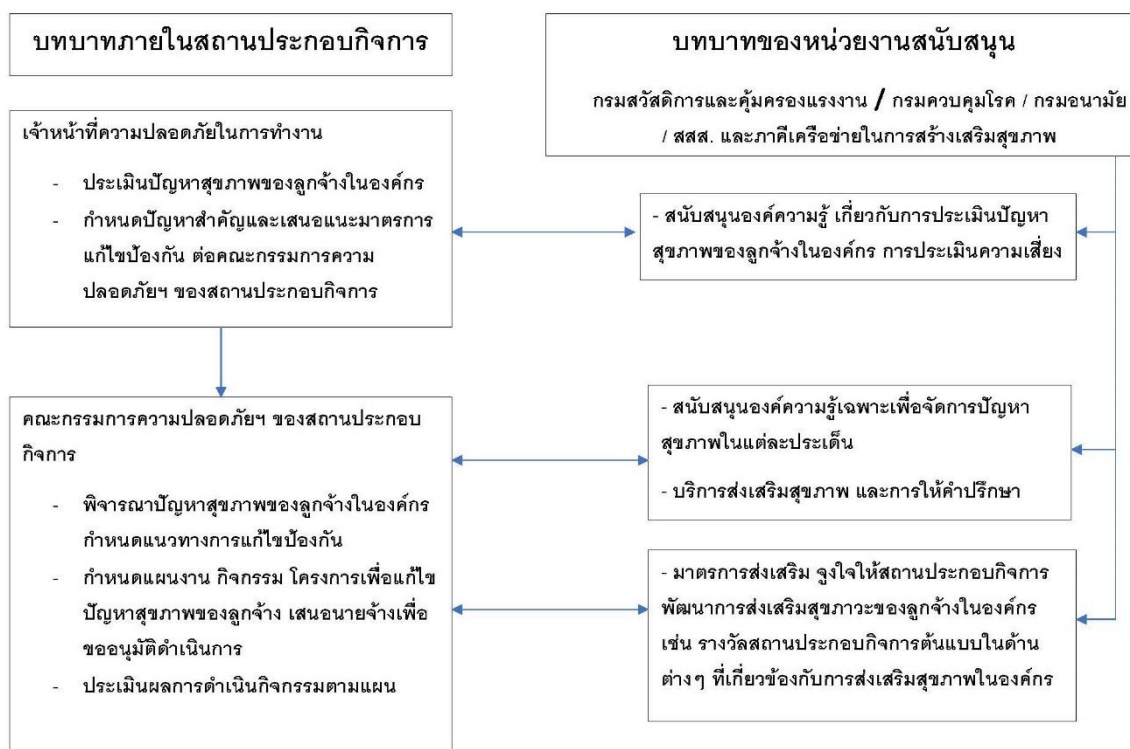 บทบาทภายในสถานประกอบกิจการ
เจ้าหน้าที่ความปลอดภัยในการทำงาน
- ประเมินปัญหาสุขภาพของลูกจ้างในองค์กร
- กำหนดปัญหาสำคัญและเสนอแนะมาตรการ
แก้ไขป้องกัน ต่อคณะกรรมการความ
ปลอดภัยฯ ของสถานประกอบกิจการ
คณะกรรมการความปลอดภัยฯ ของสถานประกอบ
กิจการ
- พิจารณาปัญหาสุขภาพของลูกจ้างในองค์กร
กำหนดแนวทางการแก้ไขป้องกัน
- กำหนดแผนงาน กิจกรรม โครงการเพื่อแก้ไข
ปัญหาสุขภาพของลูกจ้าง เสนอนายจ้างเพื่อ
ขออนุมัติดำเนินการ
- ประเมินผลการดำเนินกิจกรรมตามแผน
บทบาทของหน่วยงานสนับสนุน
กรมสวัสดิการและคุ้มครองแรงงาน / กรมควบคุมโรค / กรมอนามัย
/ สสส. และภาคีเครือข่ายในการสร้างเสริมสุขภาพ
- สนับสนุนองค์ความรู้ เกี่ยวกับการประเมินปัญหา
สุขภาพของลูกจ้างในองค์กร การประเมินความเสี่ยง
- สนับสนุนองค์ความรู้เฉพาะเพื่อจัดการปัญหา
สุขภาพในแต่ละประเด็น
- บริการส่งเสริมสุขภาพ และการให้คำปรึกษา
- มาตรการส่งเสริม จูงใจให้สถานประกอบกิจการ
พัฒนาการส่งเสริมสุขภาวะของลูกจ้างในองค์กร
เช่น รางวัลสถานประกอบกิจการต้นแบบในด้าน
ต่างๆ ที่เกี่ยวข้องกับการส่งเสริมสุขภาพในองค์กร